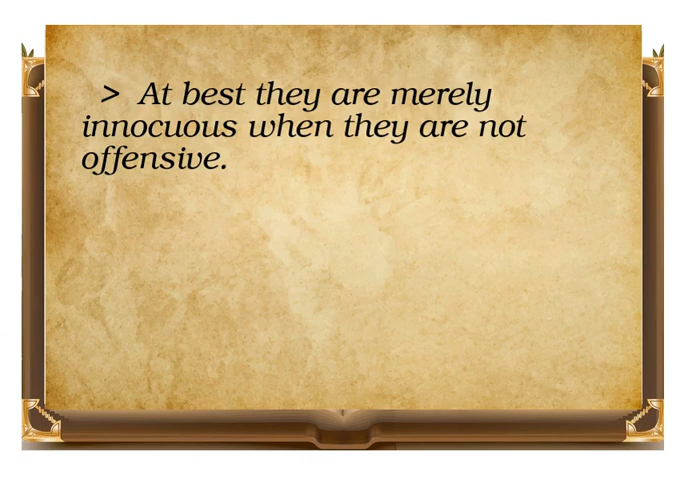 > At best they are merely
innocuous when they are not
offensive.